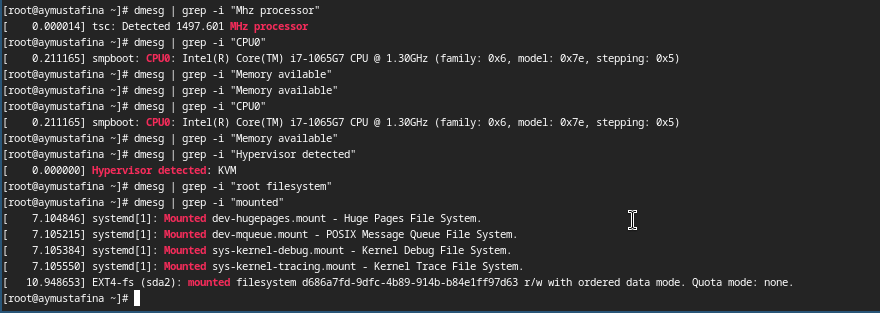 [root@aymustafina ~]# dmesg | grep -i "Mhz processor"
[    0.000014] tsc: Detected 1497.601 MHz processor
[root@aymustafina ~]# dmesg | grep -i "CPU0"
[    0.211165] smpboot: CPU0: Intel(R) Core(TM) i7-1065G7 CPU @ 1.30GHz (family: 0x6, model: 0x7e, stepping: 0x5)
[root@aymustafina ~]# dmesg | grep -i "Memory avilable"
[root@aymustafina ~]# dmesg | grep -i "Memory available"
[root@aymustafina ~]# dmesg | grep -i "CPU0"
[    0.211165] smpboot: CPU0: Intel(R) Core(TM) i7-1065G7 CPU @ 1.30GHz (family: 0x6, model: 0x7e, stepping: 0x5)
[root@aymustafina ~]# dmesg | grep -i "Memory available"
[root@aymustafina ~]# dmesg | grep -i "Hypervisor detected"
[    0.000000] Hypervisor detected: KVM
[root@aymustafina ~]# dmesg | grep -i "root filesystem"
[root@aymustafina ~]# dmesg | grep -i "mounted"
[    7.104846] systemd[1]: Mounted dev-hugepages.mount - Huge Pages File System.
[    7.105215] systemd[1]: Mounted dev-mqueue.mount - POSIX Message Queue File System.
[    7.105384] systemd[1]: Mounted sys-kernel-debug.mount - Kernel Debug File System.
[    7.105550] systemd[1]: Mounted sys-kernel-tracing.mount - Kernel Trace File System.
[   10.948653] EXT4-fs (sda2): mounted filesystem d686a7fd-9dfc-4b89-914b-b84e1ff97d63 r/w with ordered data mode. Quota mode: none.
[root@aymustafina ~]#